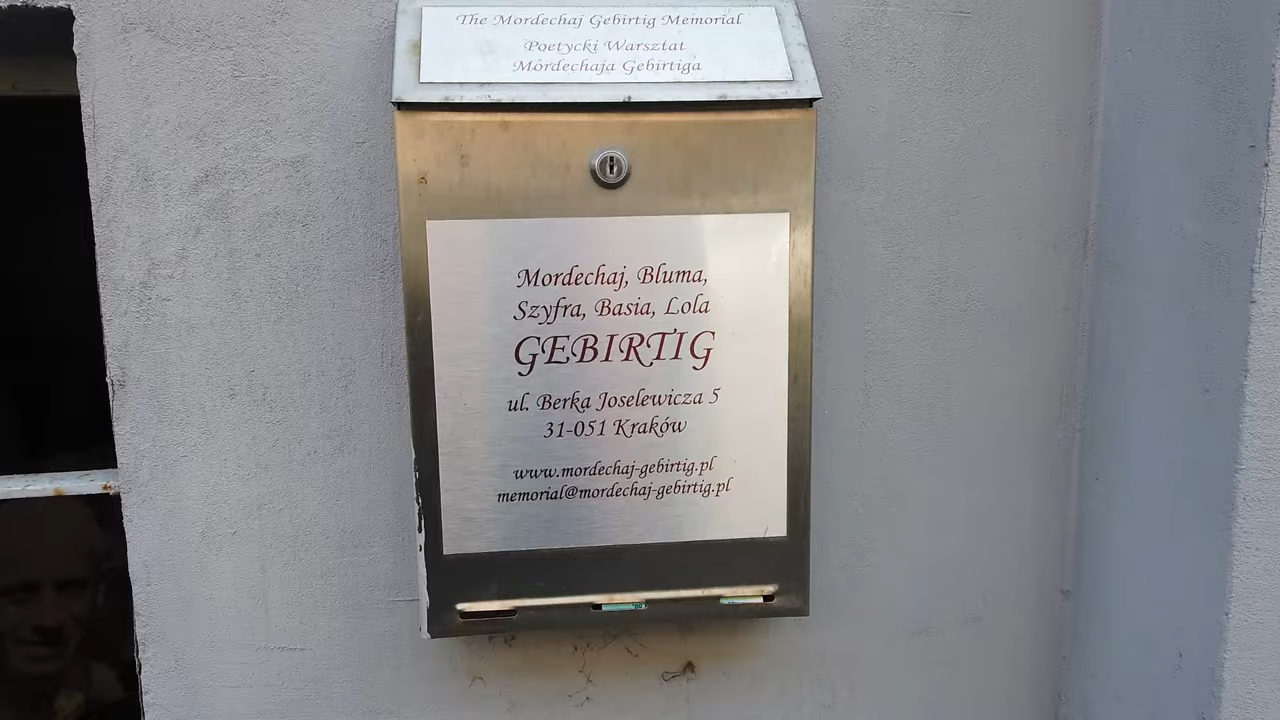 The Mordechaj Gebirtig Memorial
Poetycki Warsztat
Mordechaja Gebirtiga
Mordechaj, Bluma,
Szyfra, Basia, Lola
GEBIRTIG
ul. Berka Joselewicza 5
31-051 Kraków
www.mordechaj-gebirtig.pl
memorial@mordechaj-gebirtig.pl